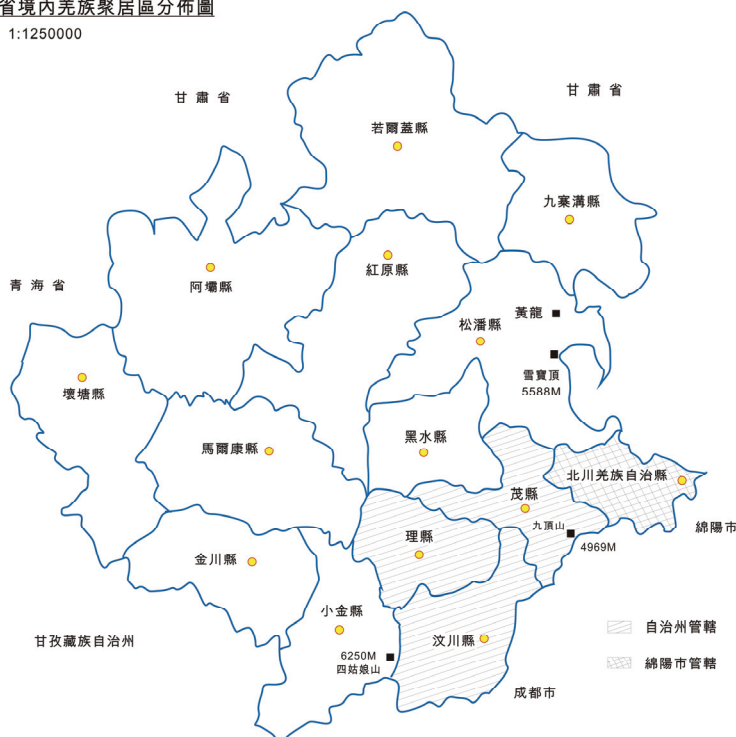 省境內羌族聚居區分佈圖
1:1250000
甘肅省
甘肅省
若爾蓋縣
九寨溝縣
青海省
阿壩縣
紅原縣
黃龍
松潘縣
雪寶頂
5588M
壤塘縣
馬爾康縣
黑水縣
北川羌族自治縣
茂縣
九頂山
綿陽市
4969M
理縣
金川縣
小金縣
自治州管轄
甘孜藏族自治州
汶川縣
6250M
四姑娘山
綿陽市管轄
成都市